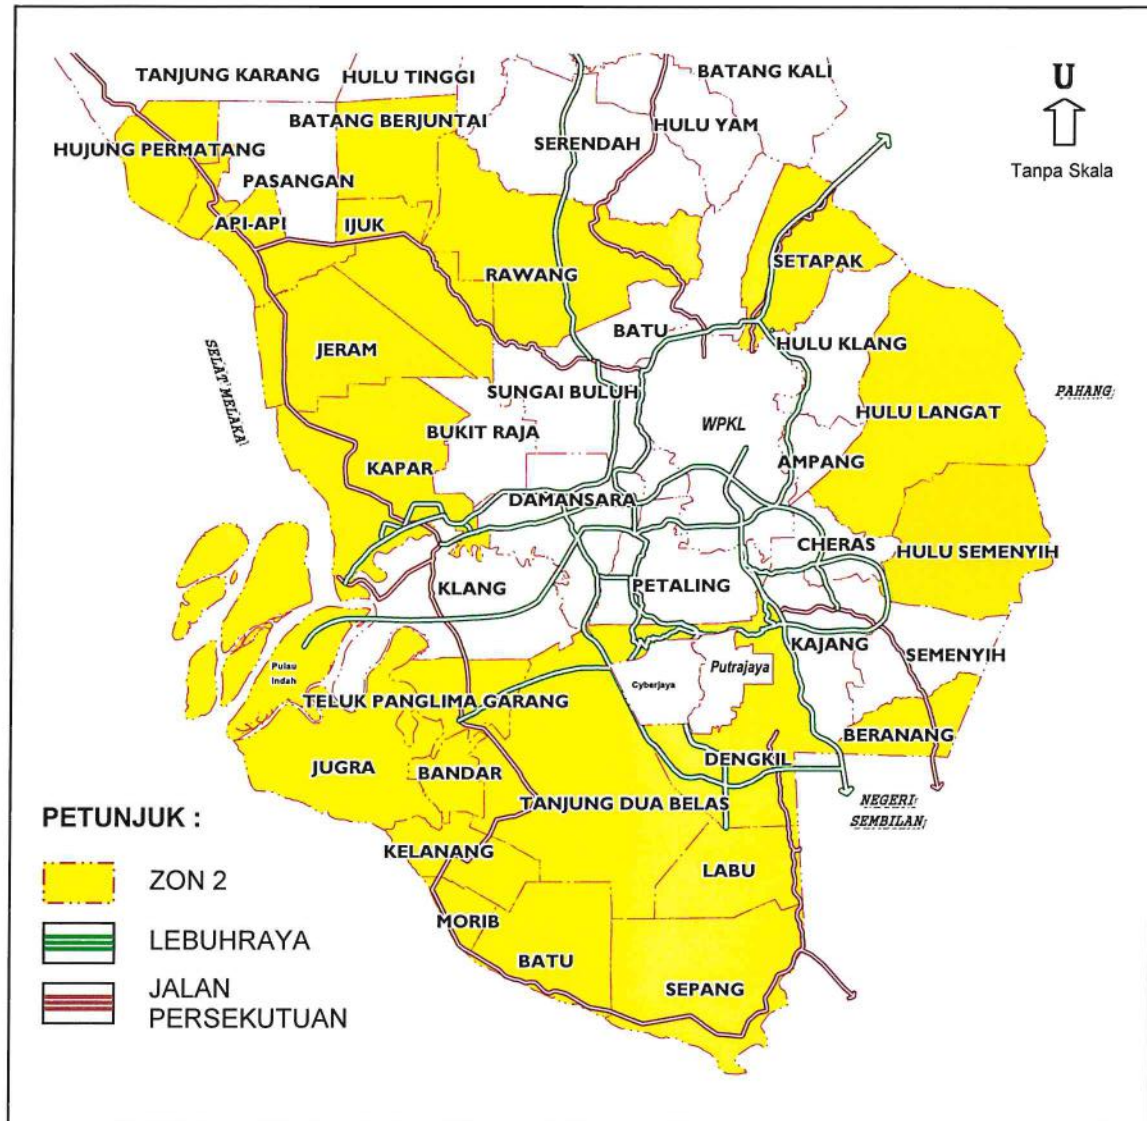 TANJUNG KARANG
HULU TINGGI
BATANG KALI
U
BATANG BERJUNTAI
HULU YAM
SERENDAH
HUJUNG PERMATANG
Tanpa Skala
PASANGAN
API-API
IJUK
SETAPAK
RAWANG
BATU
HULU KLANG
JERAM
SELAT MELAKA
SUNGAI BULUH
PAHANG
HULU LANGAT
WPKL
BUKIT RAJA
AMPANG
KAPAR
DAMANSARA
CHERAS
HULU SEMENYIH
KLANG
PETALING
KAJANG
SEMENYIH
Pulau
Indah
Putrajaya
Cyberjaya
TELUK PANGLIMA GARANG
BERANANG
DENGKIL
JUGRA
BANDAR
TANJUNG DUA BELAS
NEGERI
SEMBILAN
PETUNJUK :
KELANANG
LABU
ZON 2
MORIB
LEBUHRAYA
BATU
SEPANG
JALAN
PERSEKUTUAN